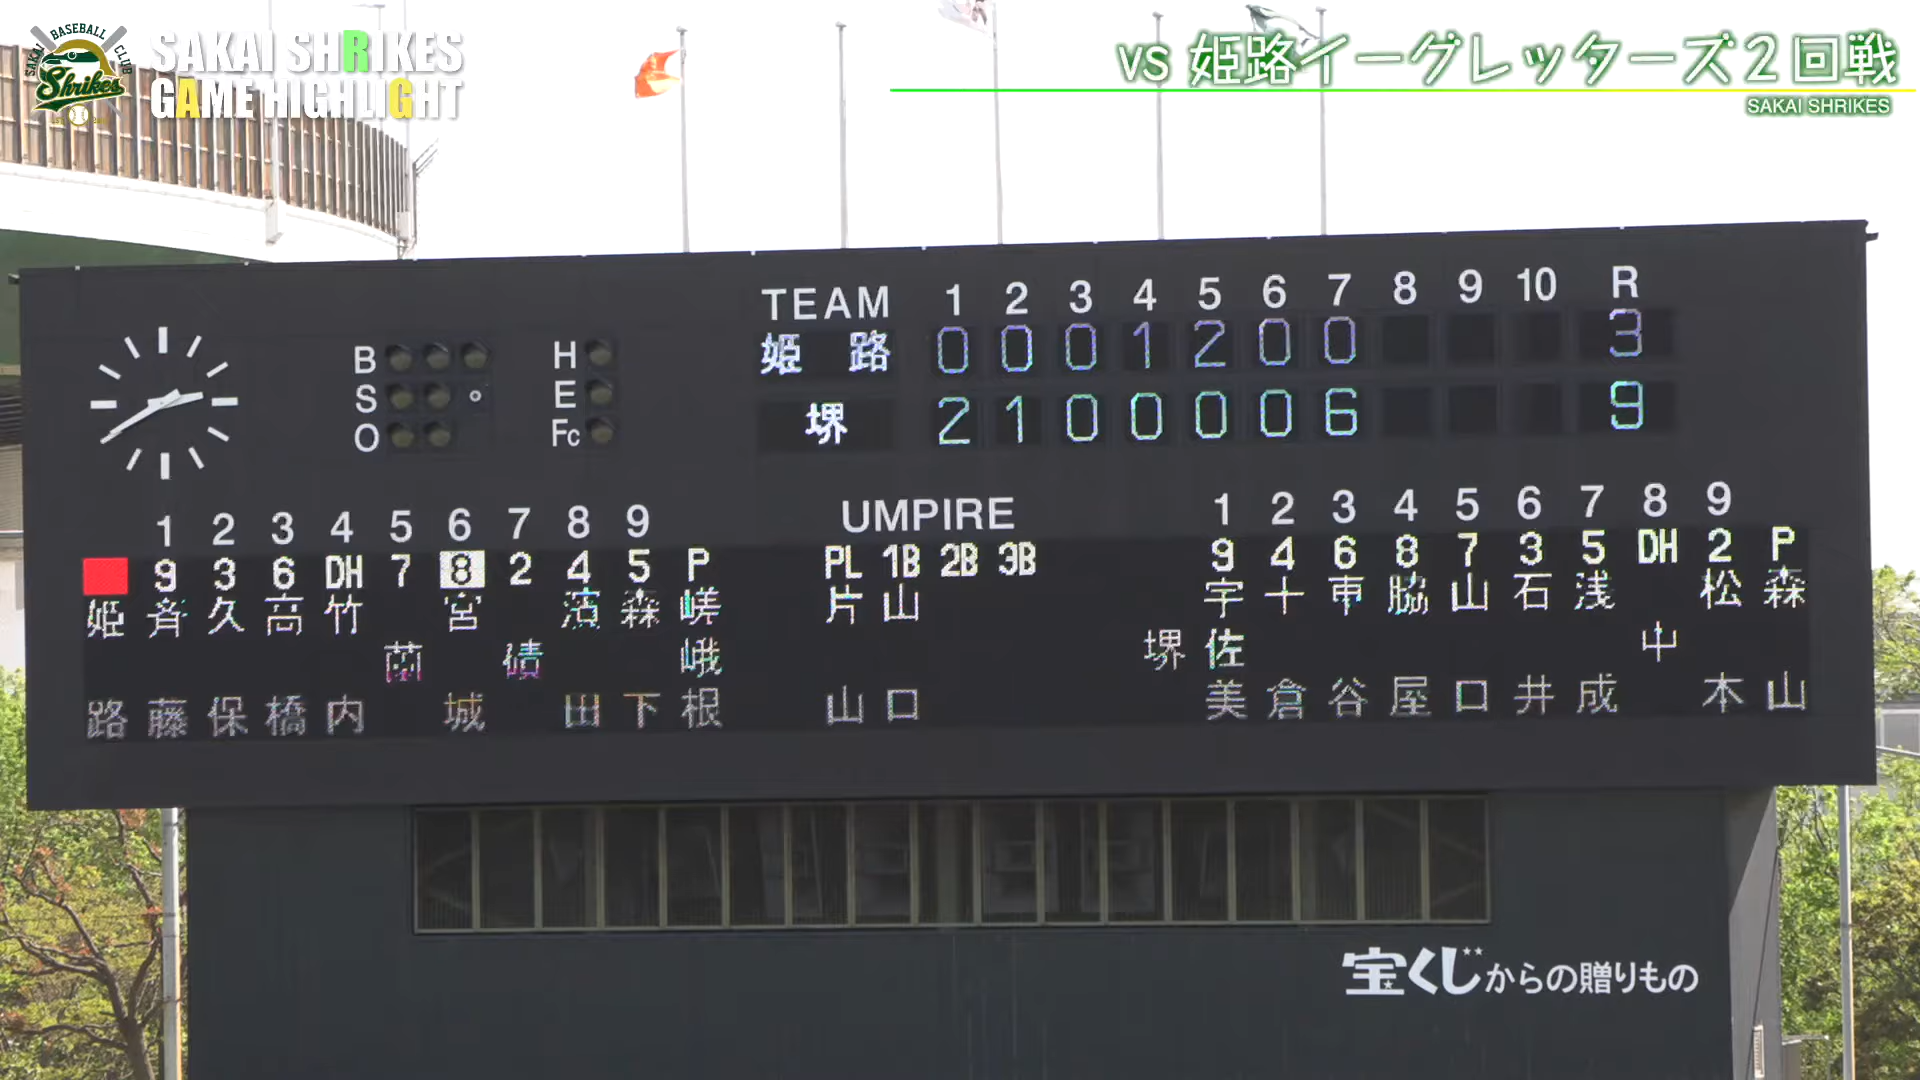 SAKAI BASEBALL CLUB
Shrikes
SAKAI SHRIKES
GAME HIGHLIGHT
vs 姫路イーグレッターズ2回戦
SAKAI SHRIKES
TEAM 1 2 3 4 5 6 7 8 9 10 R
姫路 0 0 0 1 2 0 0 3
堺 2 1 0 0 0 0 6 9
B H
S E
O Fc
1 2 3 4 5 6 7 8 9
9 3 6 DH 7 8 2 4 5 P
姫路 斉藤 久保 高橋 竹内 蘭 宮城 磧 濱田 森下 嵯峨根
UMPIRE
PL 1B 2B 3B
片山 山口
1 2 3 4 5 6 7 8 9
9 4 6 8 7 3 5 DH 2 P
堺 宇佐美 十倉 東谷 脇屋 山口 石井 浅成 中 松本 森山
宝くじからの贈りもの